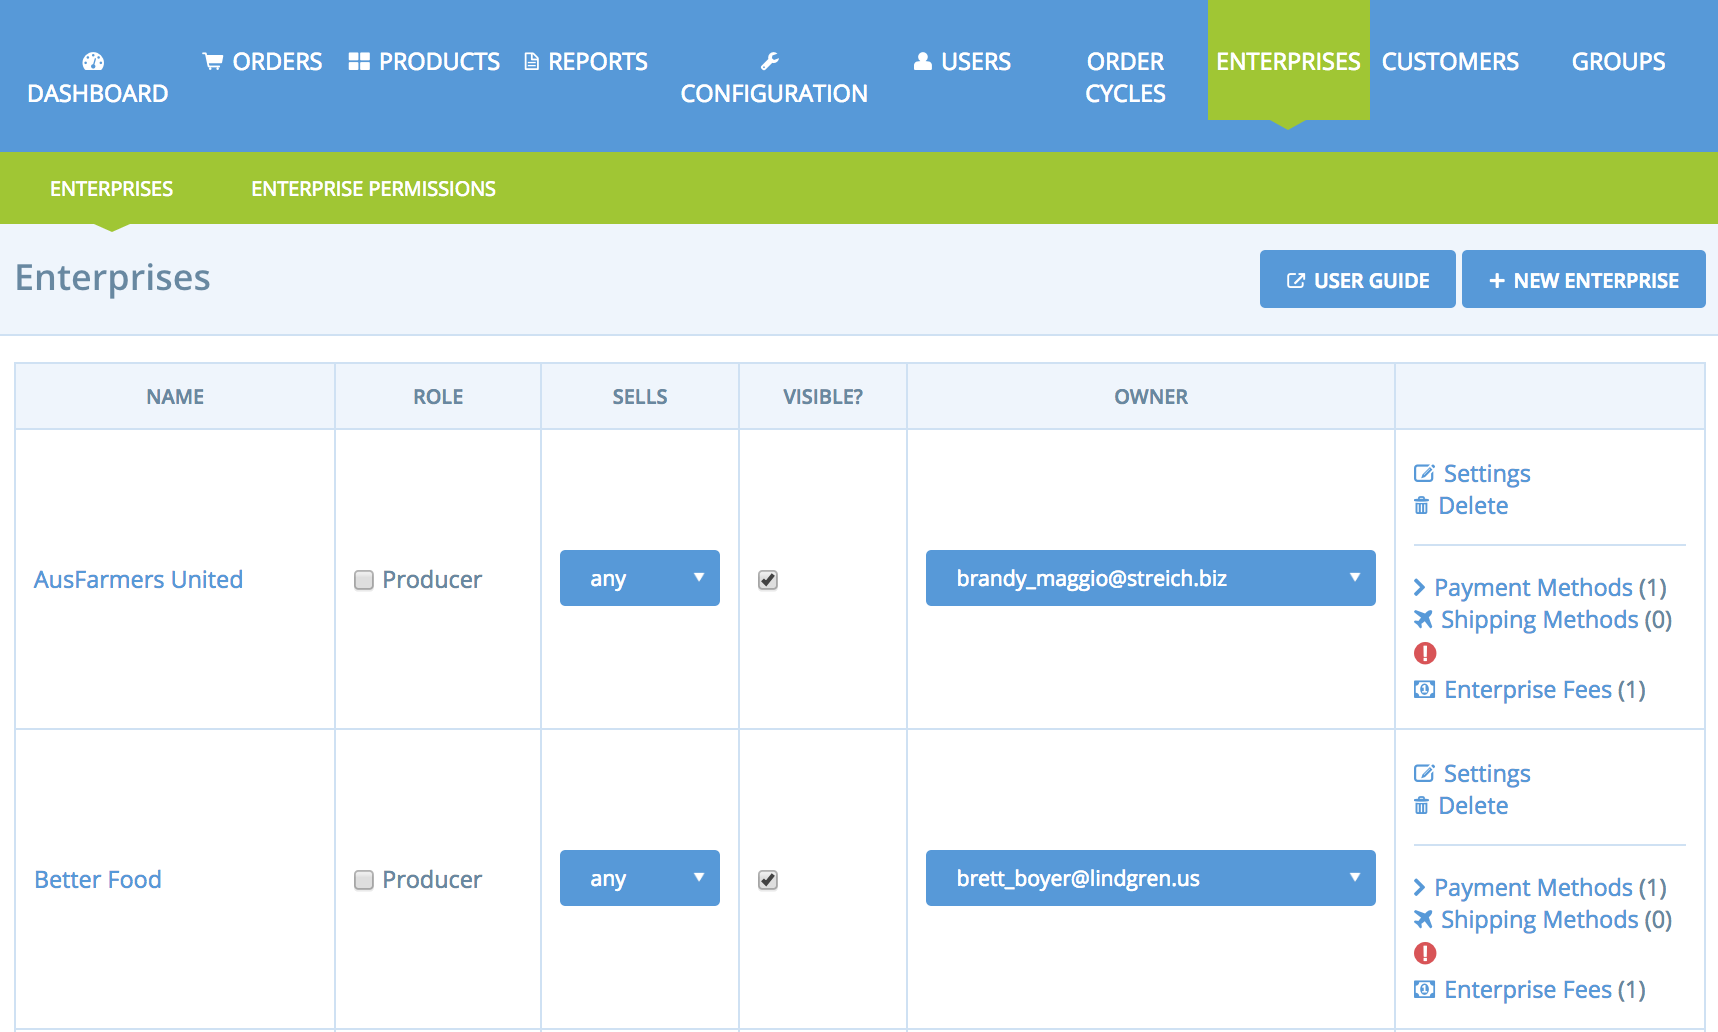 DASHBOARD
ORDERS
PRODUCTS
REPORTS
CONFIGURATION
USERS
ORDER
CYCLES
ENTERPRISES
CUSTOMERS
GROUPS
ENTERPRISES
ENTERPRISE PERMISSIONS
Enterprises
USER GUIDE
+ NEW ENTERPRISE
NAME
ROLE
SELLS
VISIBLE?
OWNER
AusFarmers United
Producer
any
brandy_maggio@streich.biz
Settings
Delete
Payment Methods (1)
Shipping Methods (0)
Enterprise Fees (1)
Better Food
Producer
any
brett_boyer@lindgren.us
Settings
Delete
Payment Methods (1)
Shipping Methods (0)
Enterprise Fees (1)